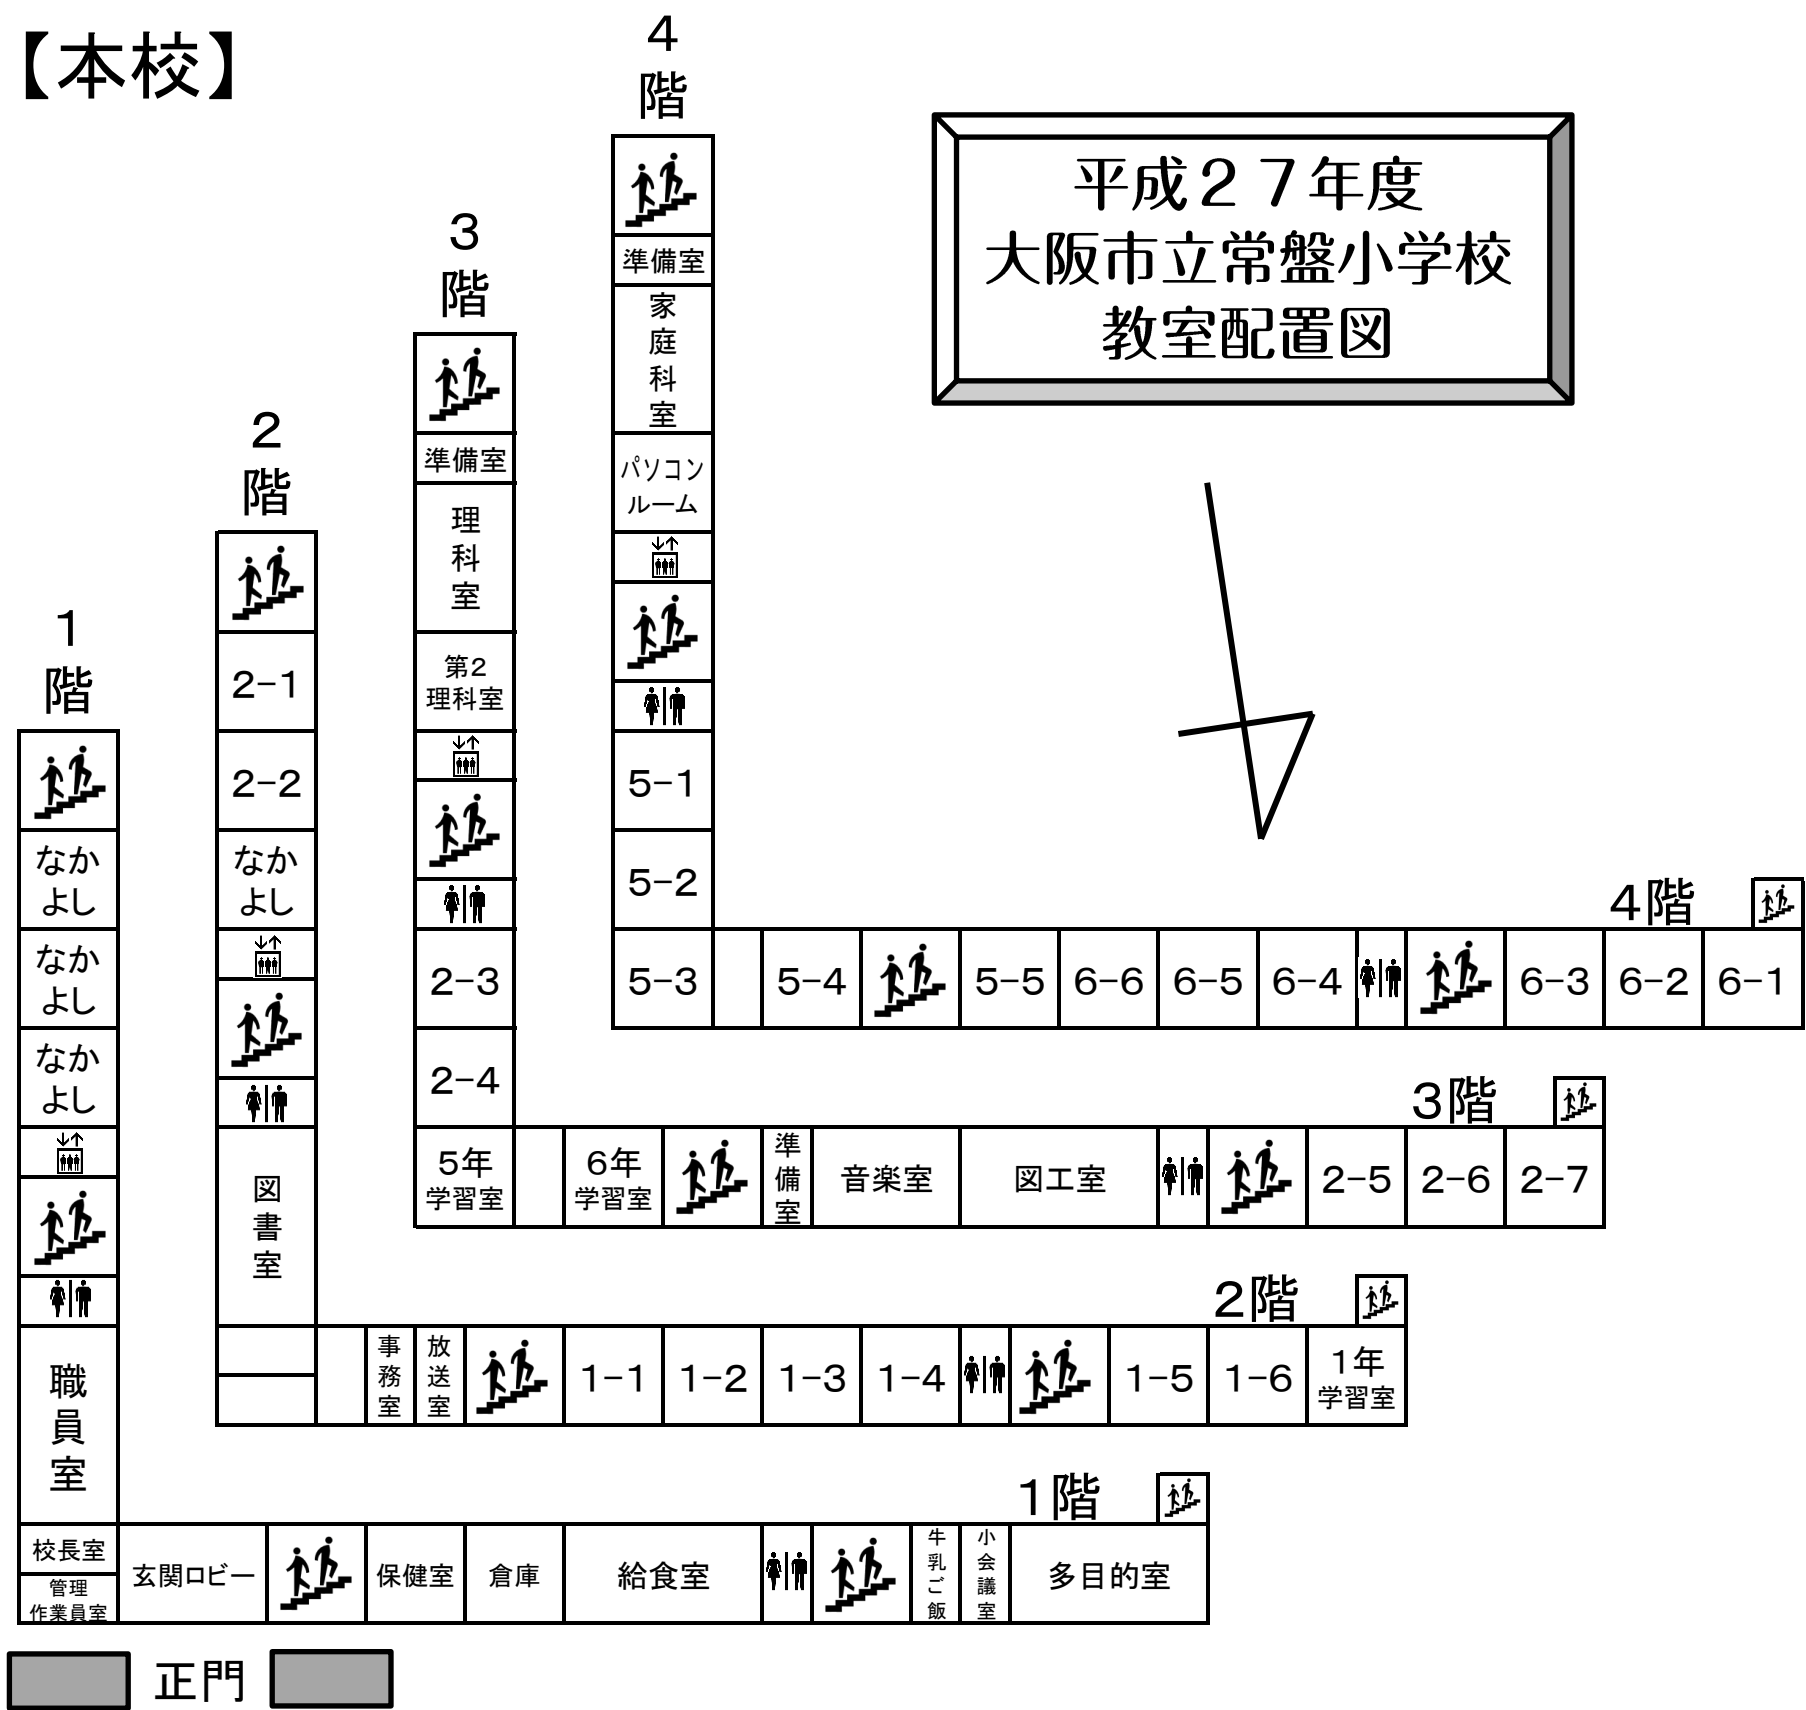 【本校】
平成２７年度
大阪市立常盤小学校
教室配置図
4
階
準備室
家庭科室
パソコン
ルーム
5-1
5-2
5-3
5-4
5-5
6-6
6-5
6-4
6-3
6-2
6-1
4階
3
階
準備室
理科室
第2
理科室
2-3
2-4
5年
学習室
6年
学習室
準備室
音楽室
図工室
2-5
2-6
2-7
3階
2
階
2-1
2-2
なか
よし
図書室
事務室
放送室
1-1
1-2
1-3
1-4
1-5
1-6
1年
学習室
2階
1
階
なか
よし
なか
よし
なか
よし
職員室
校長室
管理
作業員室
玄関ロビー
保健室
倉庫
給食室
牛乳ご飯
小会議室
多目的室
1階
正門